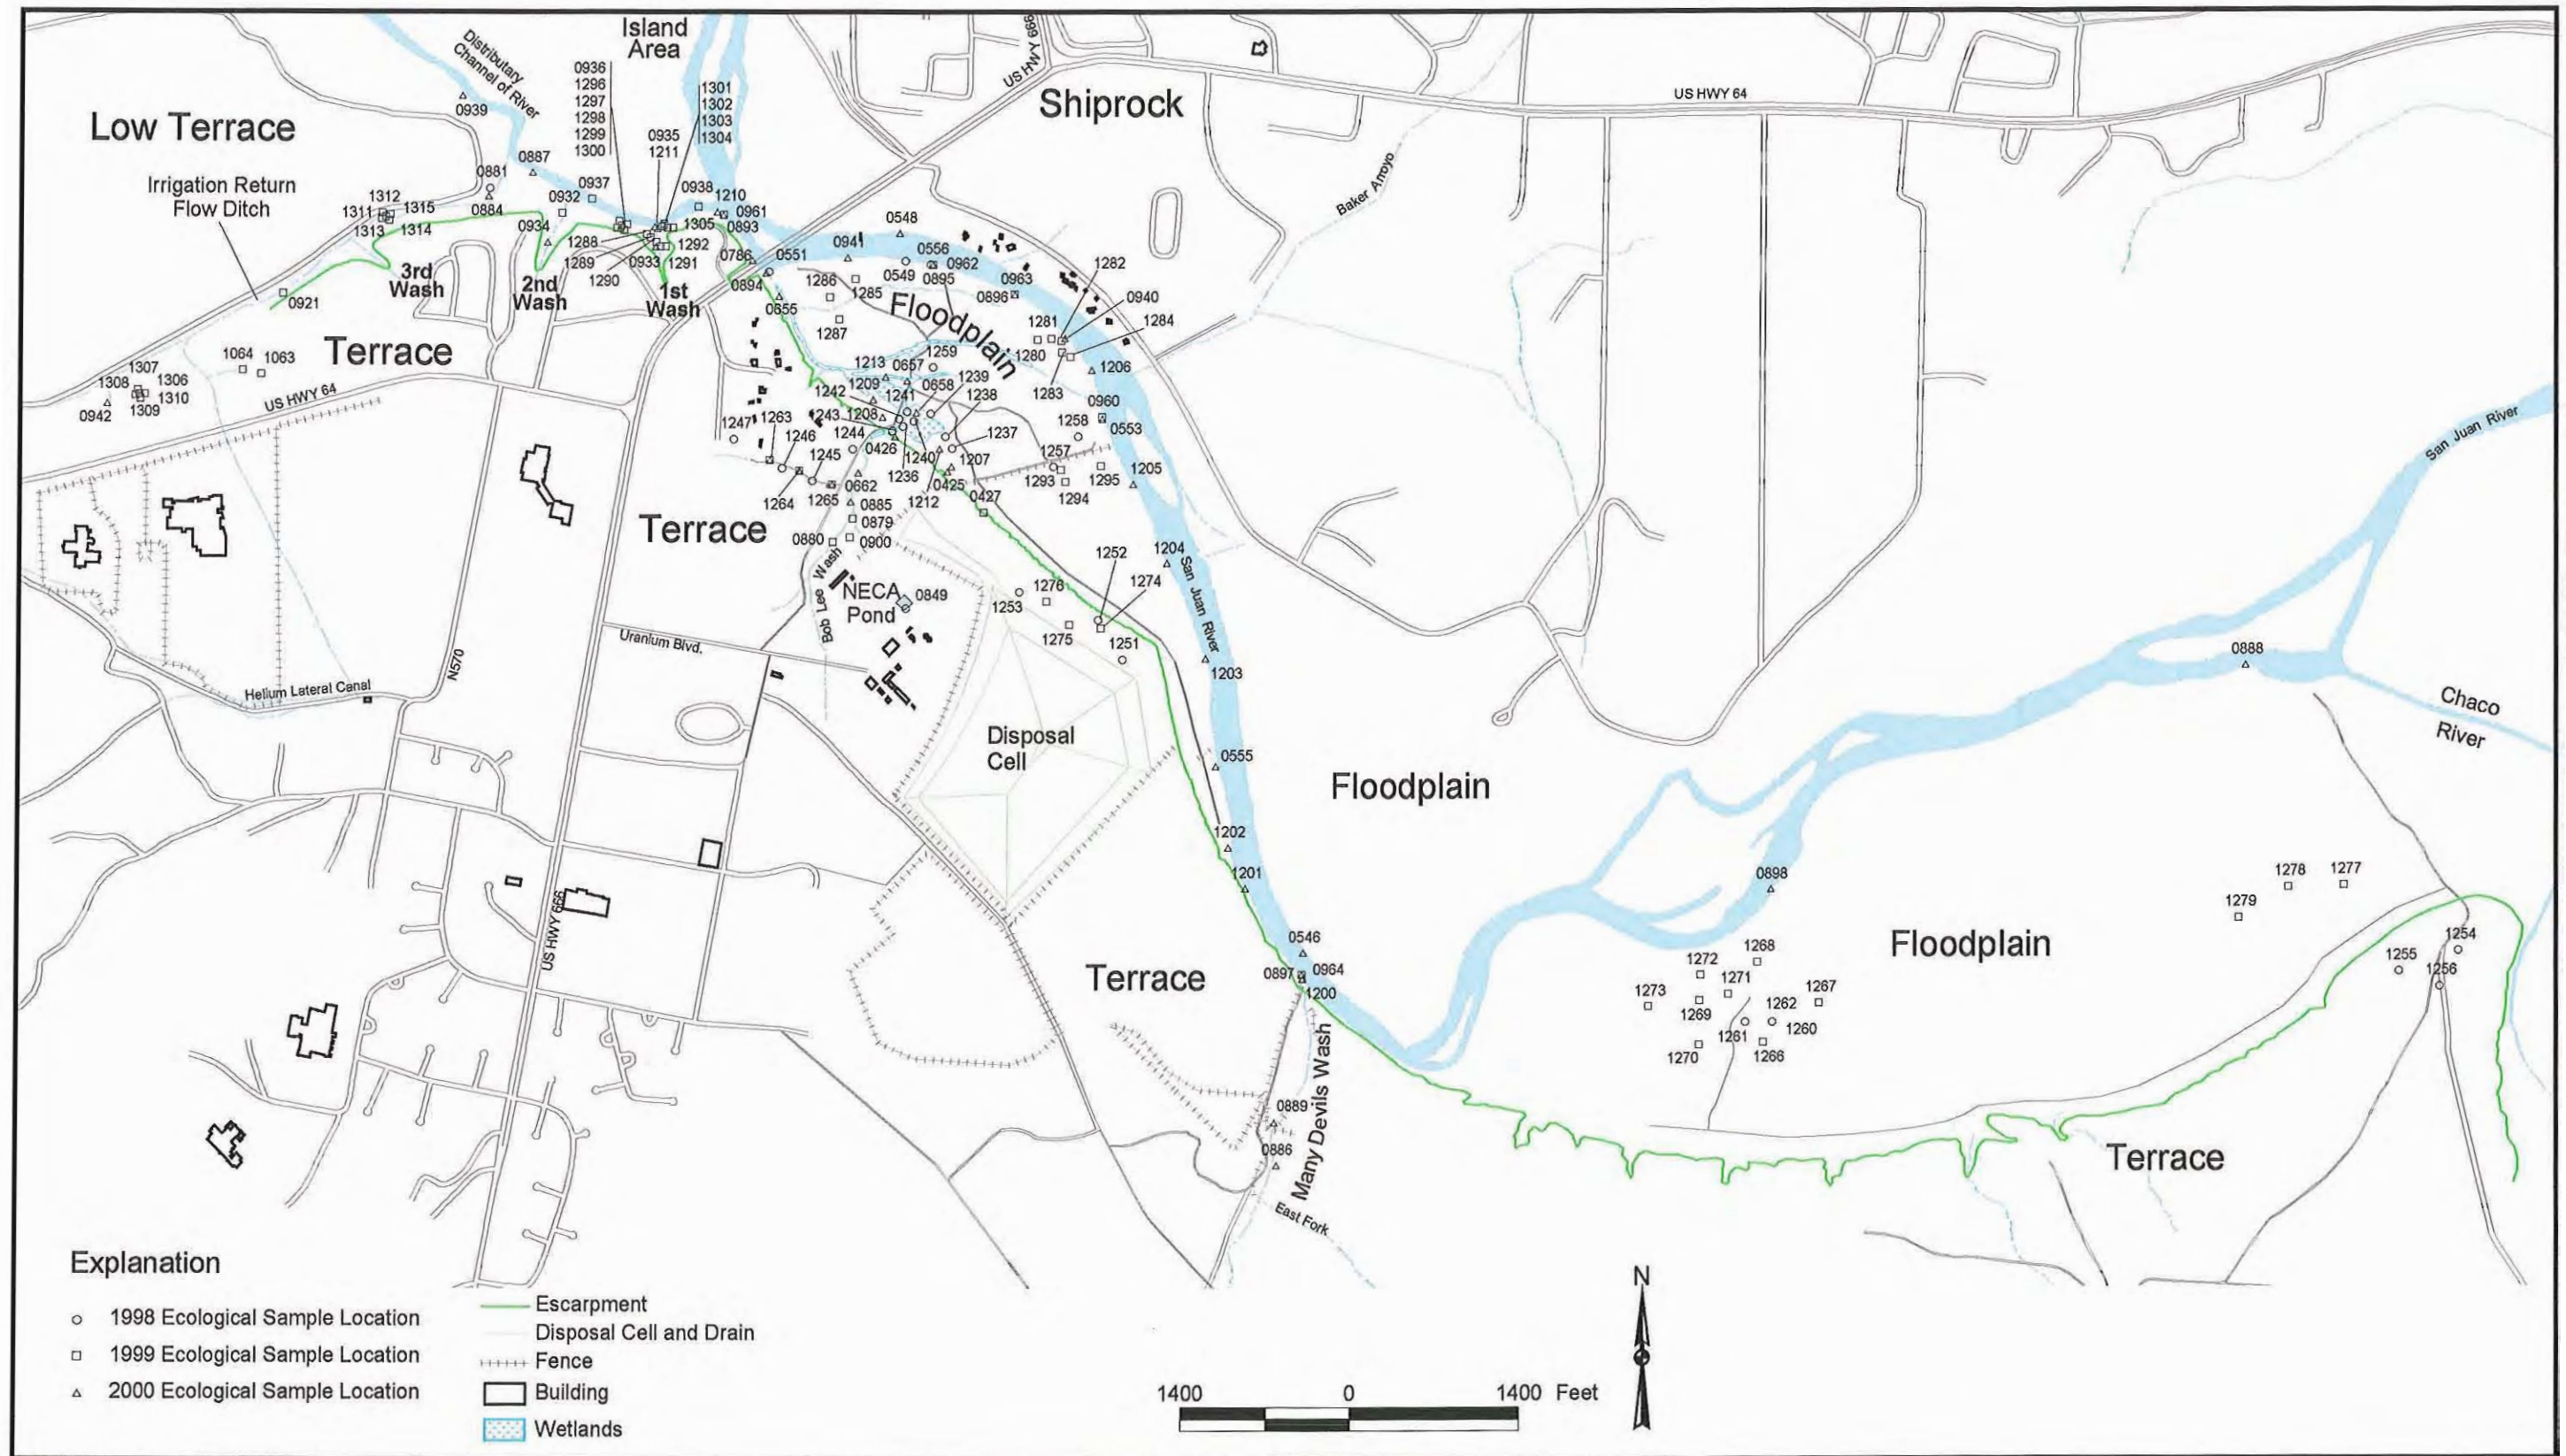 Island
Area
Distributary
Channel of River
US HWY 666
US HWY 666
Shiprock
US HWY 64
Low Terrace
0939
0936
1296
1297
1298
1299
1300
1301
1302
1303
1304
0935
1211
0887
0881
0884
0937
0932
0938
1210
0961
0893
1305
Irrigation Return
Flow Ditch
1312
1311
1315
1313
1314
0934
1288
1289
1290
0933
1292
1291
0786
0551
0894
0655
3rd
Wash
2nd
Wash
1st
Wash
0921
0548
0941
0556
0549
0962
0895
0963
0896
1286
1285
1287
Floodplain
1282
0940
1284
1281
1280
1283
1206
Baker Arroyo
Terrace
1064
1063
1307
1308
1306
1310
1309
0942
US HWY 64
1259
1213
0657
1209
0658
1239
1242
1241
1238
1243
1208
1247
1263
1246
1244
1245
0426
1240
1237
1207
1236
0425
1212
0427
1264
1265
0662
0885
0879
0880
0900
0960
1258
0553
1257
1293
1294
1295
1205
San Juan River
Terrace
1204
San Juan River
1252
1274
1276
1253
1275
1251
1203
Bob Lee Wash
NECA
Pond
0849
Uranium Blvd.
N570
Helium Lateral Canal
0888
Chaco
River
Disposal
Cell
0555
Floodplain
1202
1201
0898
1278
1277
1279
US HWY 666
0546
0897
0964
1200
Terrace
Floodplain
1268
1272
1271
1273
1269
1262
1267
1261
1260
1270
1266
1254
1255
1256
Many Devils Wash
0889
0886
East Fork
Terrace
Explanation
1998 Ecological Sample Location
1999 Ecological Sample Location
2000 Ecological Sample Location
Escarpment
Disposal Cell and Drain
Fence
Building
Wetlands
N
1400 0 1400 Feet